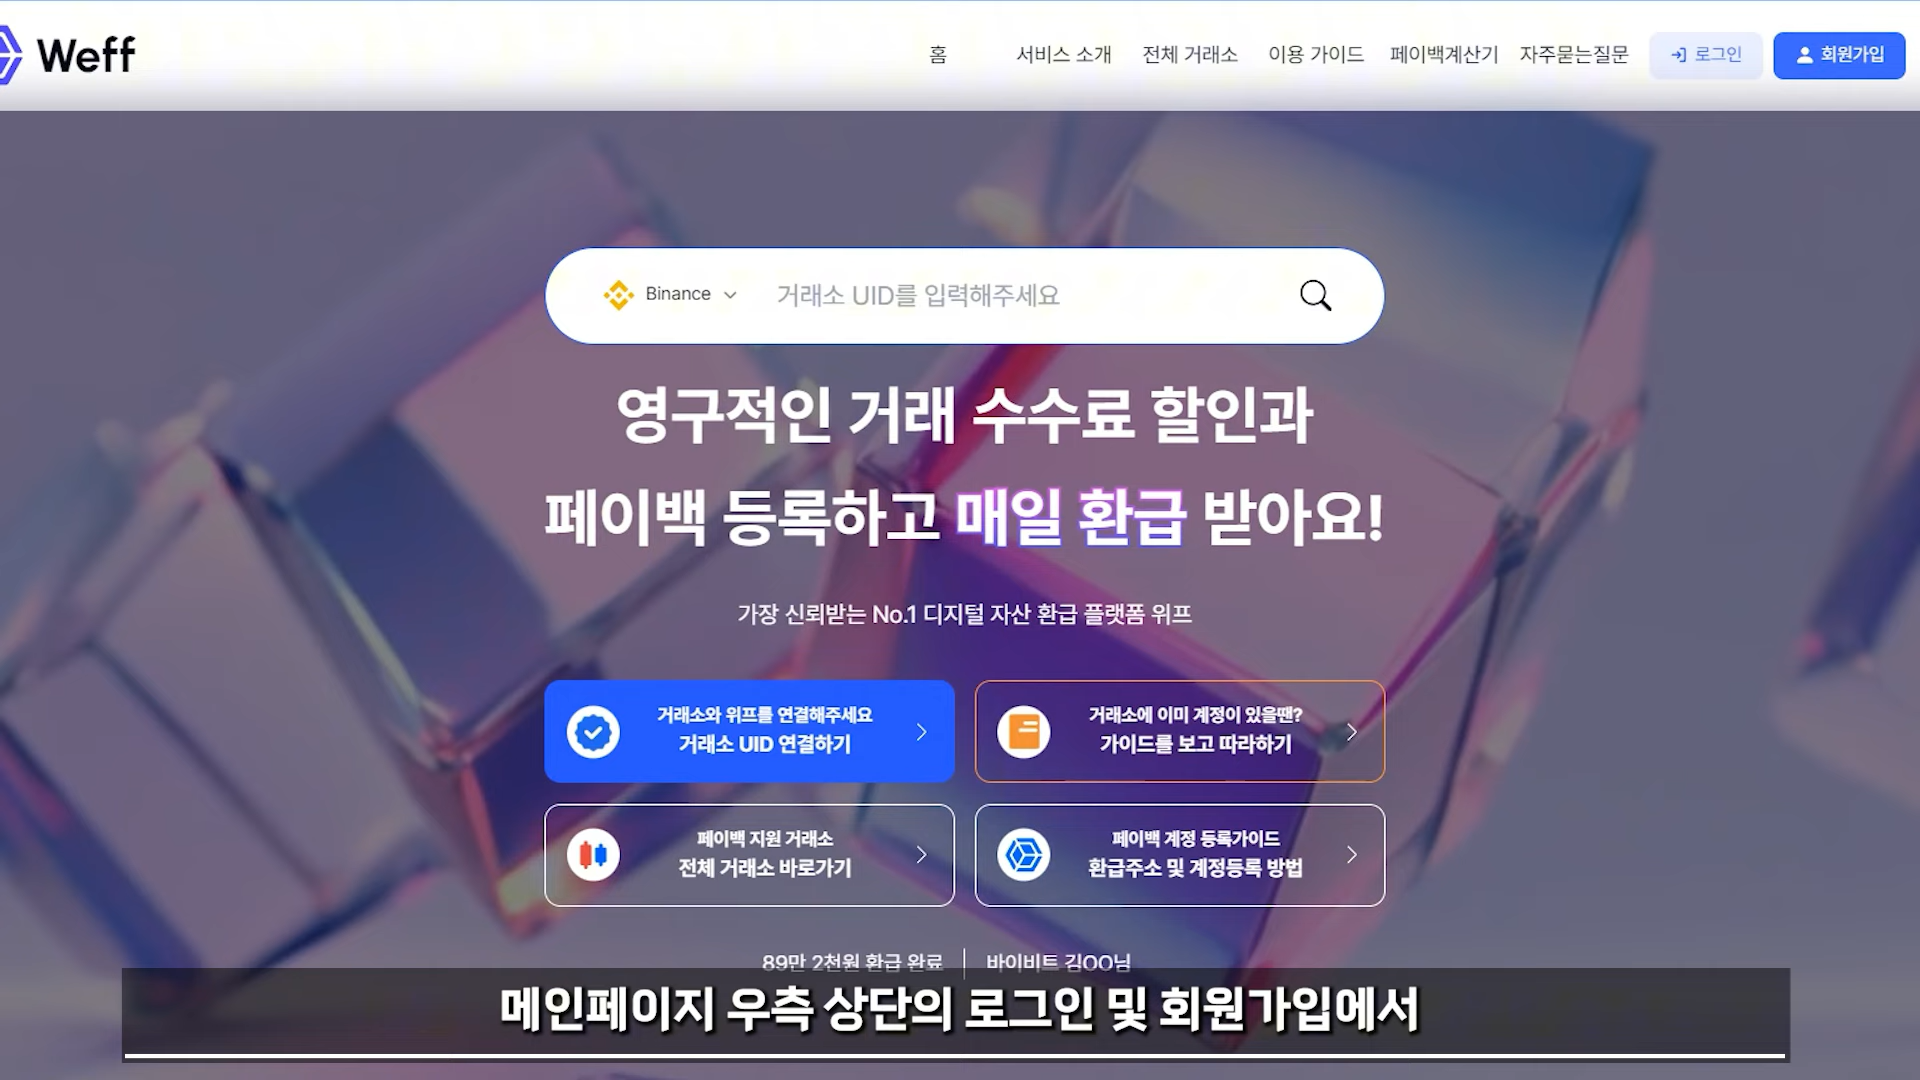 Weff
홈 서비스 소개 전체 거래소 이용 가이드 페이백계산기 자주묻는질문 로그인 회원가입
Binance 거래소 UID를 입력해주세요
영구적인 거래 수수료 할인과
페이백 등록하고 매일 환급 받아요!
가장 신뢰받는 No.1 디지털 자산 환급 플랫폼 위프
거래소와 위프를 연결해주세요
거래소 UID 연결하기
거래소에 이미 계정이 있을땐?
가이드를 보고 따라하기
페이백 지원 거래소
전체 거래소 바로가기
페이백 계정 등록가이드
환급주소 및 계정등록 방법
89만 2천원 환급 완료 바이비트 김OO님
메인페이지 우측 상단의 로그인 및 회원가입에서